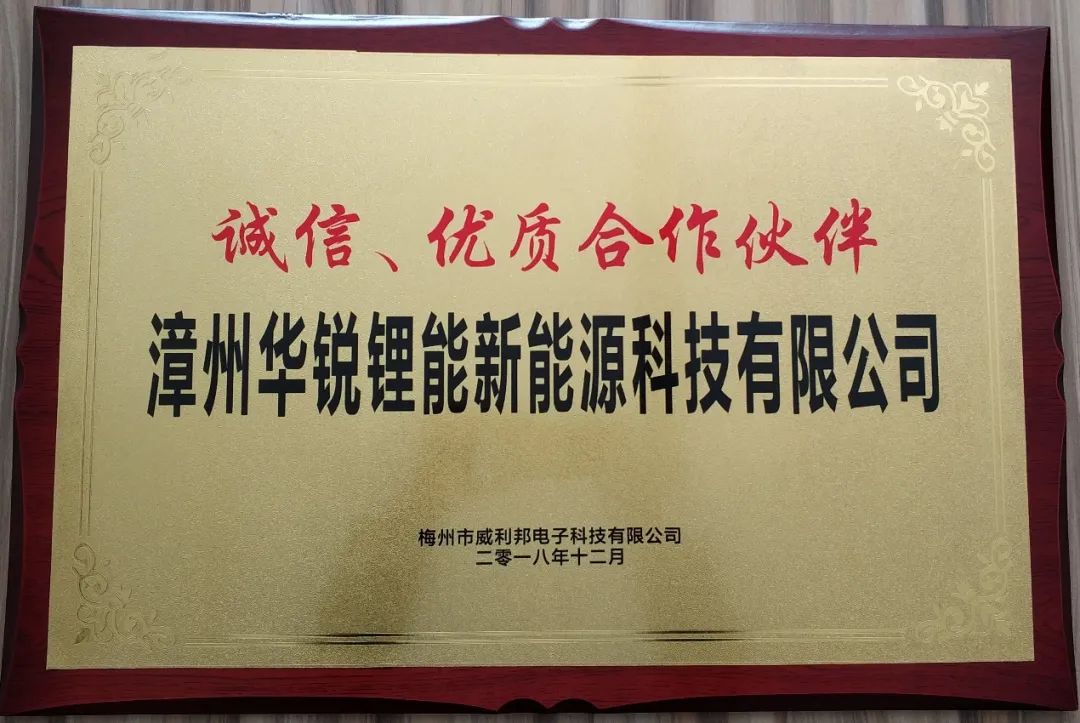 诚信、优质合作伙伴
漳州华锐锂能新能源科技有限公司
梅州市威利邦电子科技有限公司
二零一八年十二月